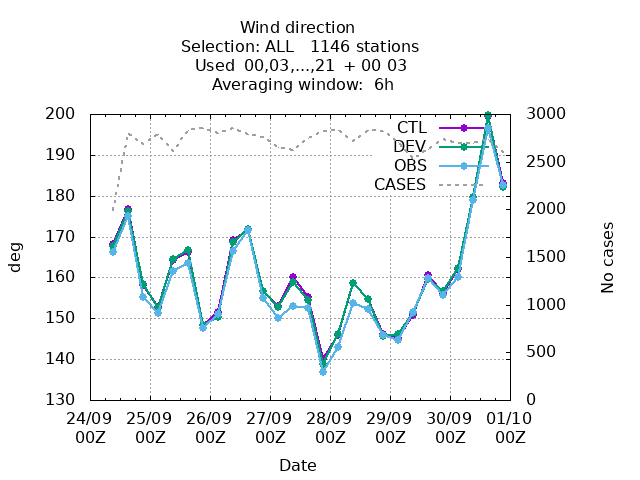 Wind direction
Selection: ALL   1146 stations
Used  00,03,...,21  + 00 03
Averaging window:  6h
200
190
180
170
160
150
140
130
deg
3000
2500
2000
1500
1000
500
0
No cases
CTL
DEV
OBS
CASES
24/09 25/09 26/09 27/09 28/09 29/09 30/09 01/10
00Z 00Z 00Z 00Z 00Z 00Z 00Z 00Z
Date